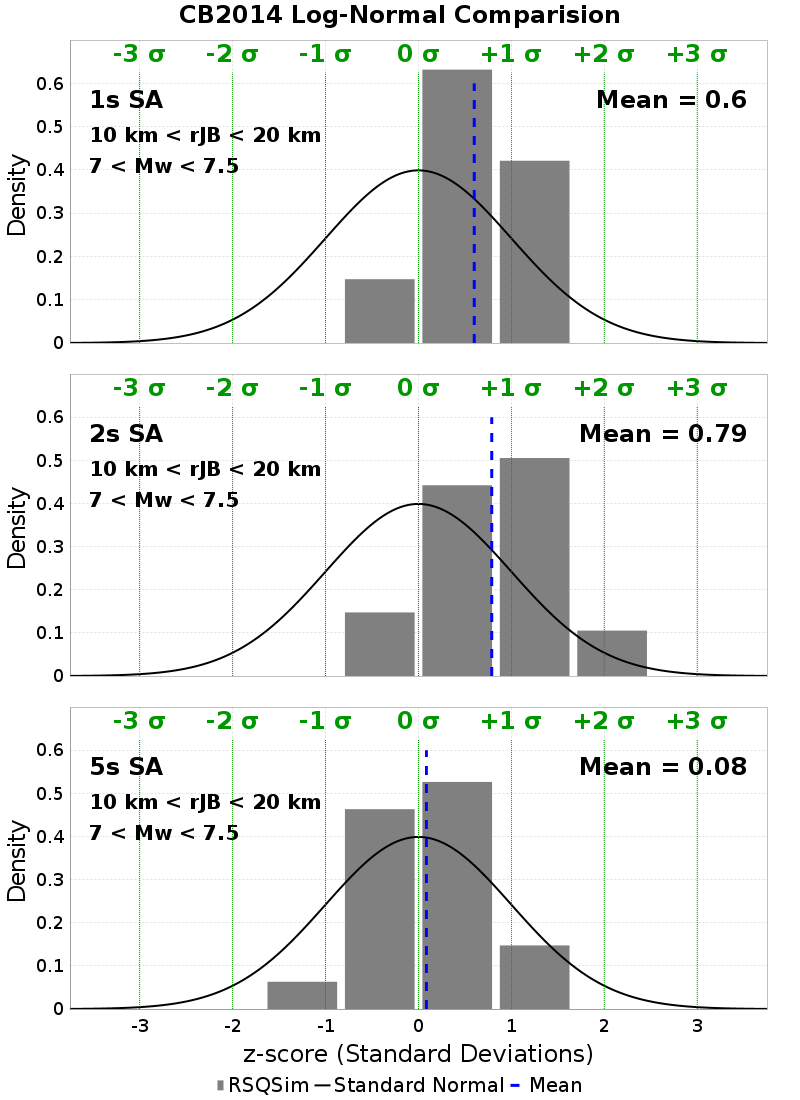 CB2014 Log-Normal Comparision
-3 σ -2 σ -1 σ 0 σ +1 σ +2 σ +3 σ
1s SA
Mean = 0.6
10 km < rJB < 20 km
7 < Mw < 7.5
Density
0.6
0.5
0.4
0.3
0.2
0.1
0
-3 σ -2 σ -1 σ 0 σ +1 σ +2 σ +3 σ
2s SA
Mean = 0.79
10 km < rJB < 20 km
7 < Mw < 7.5
Density
0.6
0.5
0.4
0.3
0.2
0.1
0
-3 σ -2 σ -1 σ 0 σ +1 σ +2 σ +3 σ
5s SA
Mean = 0.08
10 km < rJB < 20 km
7 < Mw < 7.5
Density
0.6
0.5
0.4
0.3
0.2
0.1
0
-3 -2 -1 0 1 2 3
z-score (Standard Deviations)
RSQSim Standard Normal Mean